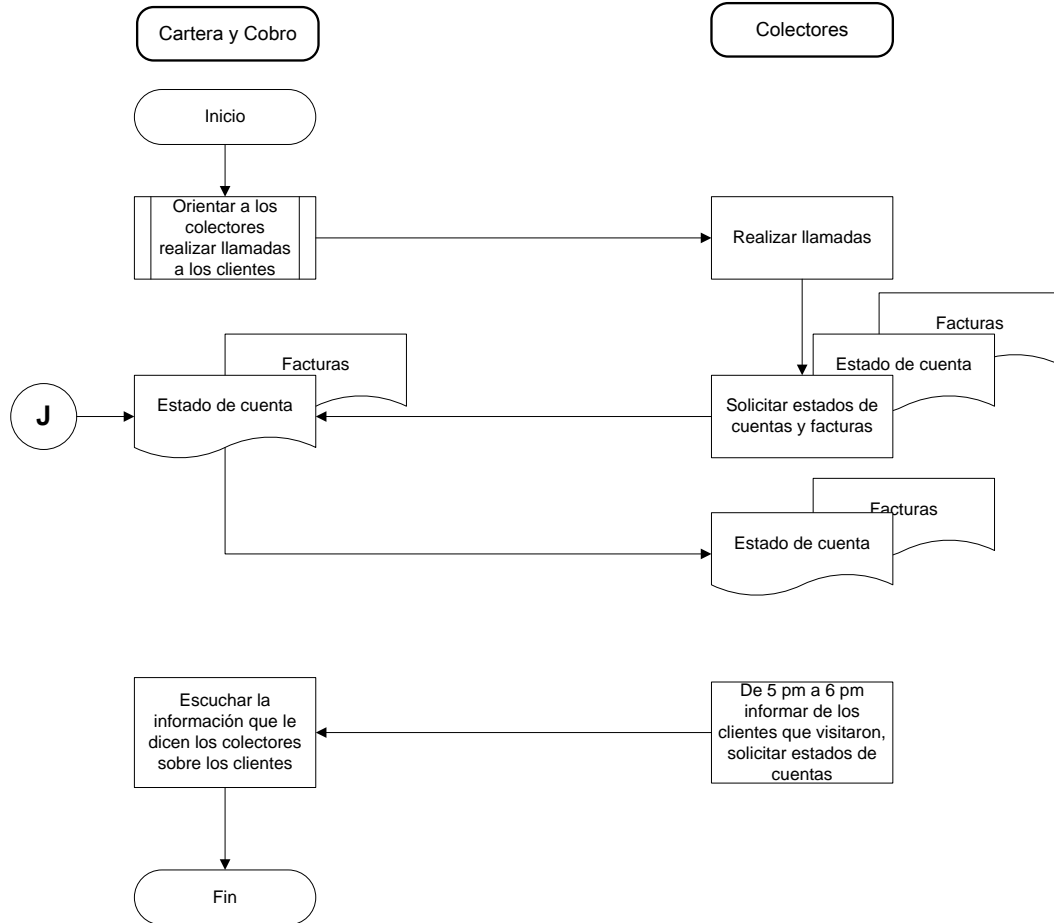 Cartera y Cobro
Colectores
Inicio
Orientar a los
colectores
realizar llamadas
a los clientes
Realizar llamadas
Facturas
Estado de cuenta
Facturas
Estado de cuenta
J
Solicitar estados de
cuentas y facturas
Facturas
Estado de cuenta
Escuchar la
información que le
dicen los colectores
sobre los clientes
De 5 pm a 6 pm
informar de los
clientes que visitaron,
solicitar estados de
cuentas
Fin